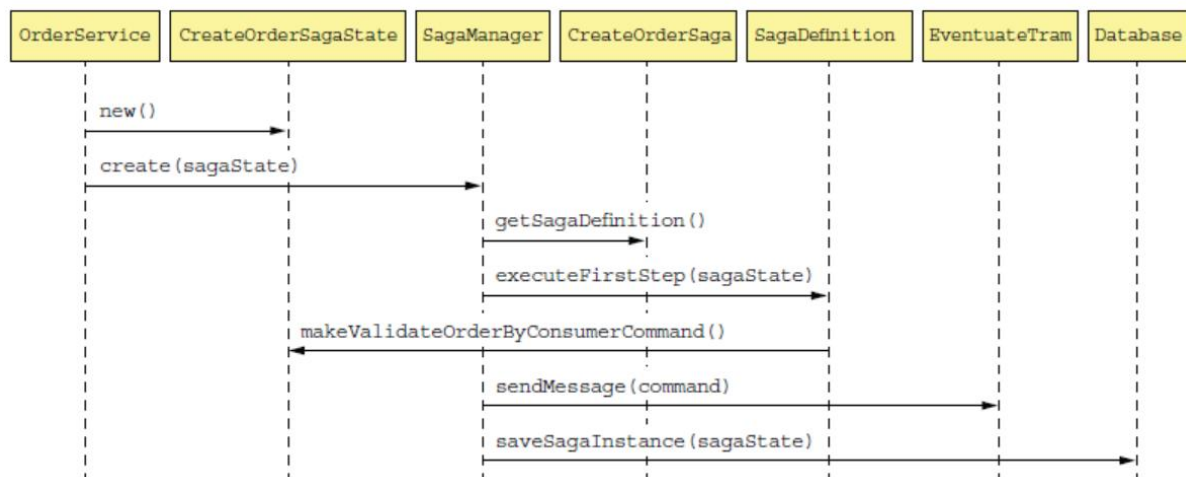 OrderService
CreateOrderSagaState
SagaManager
CreateOrderSaga
SagaDefinition
EventuateTram
Database
new()
create(sagaState)
getSagaDefinition()
executeFirstStep(sagaState)
makeValidateOrderByConsumerCommand()
sendMessage(command)
saveSagaInstance(sagaState)